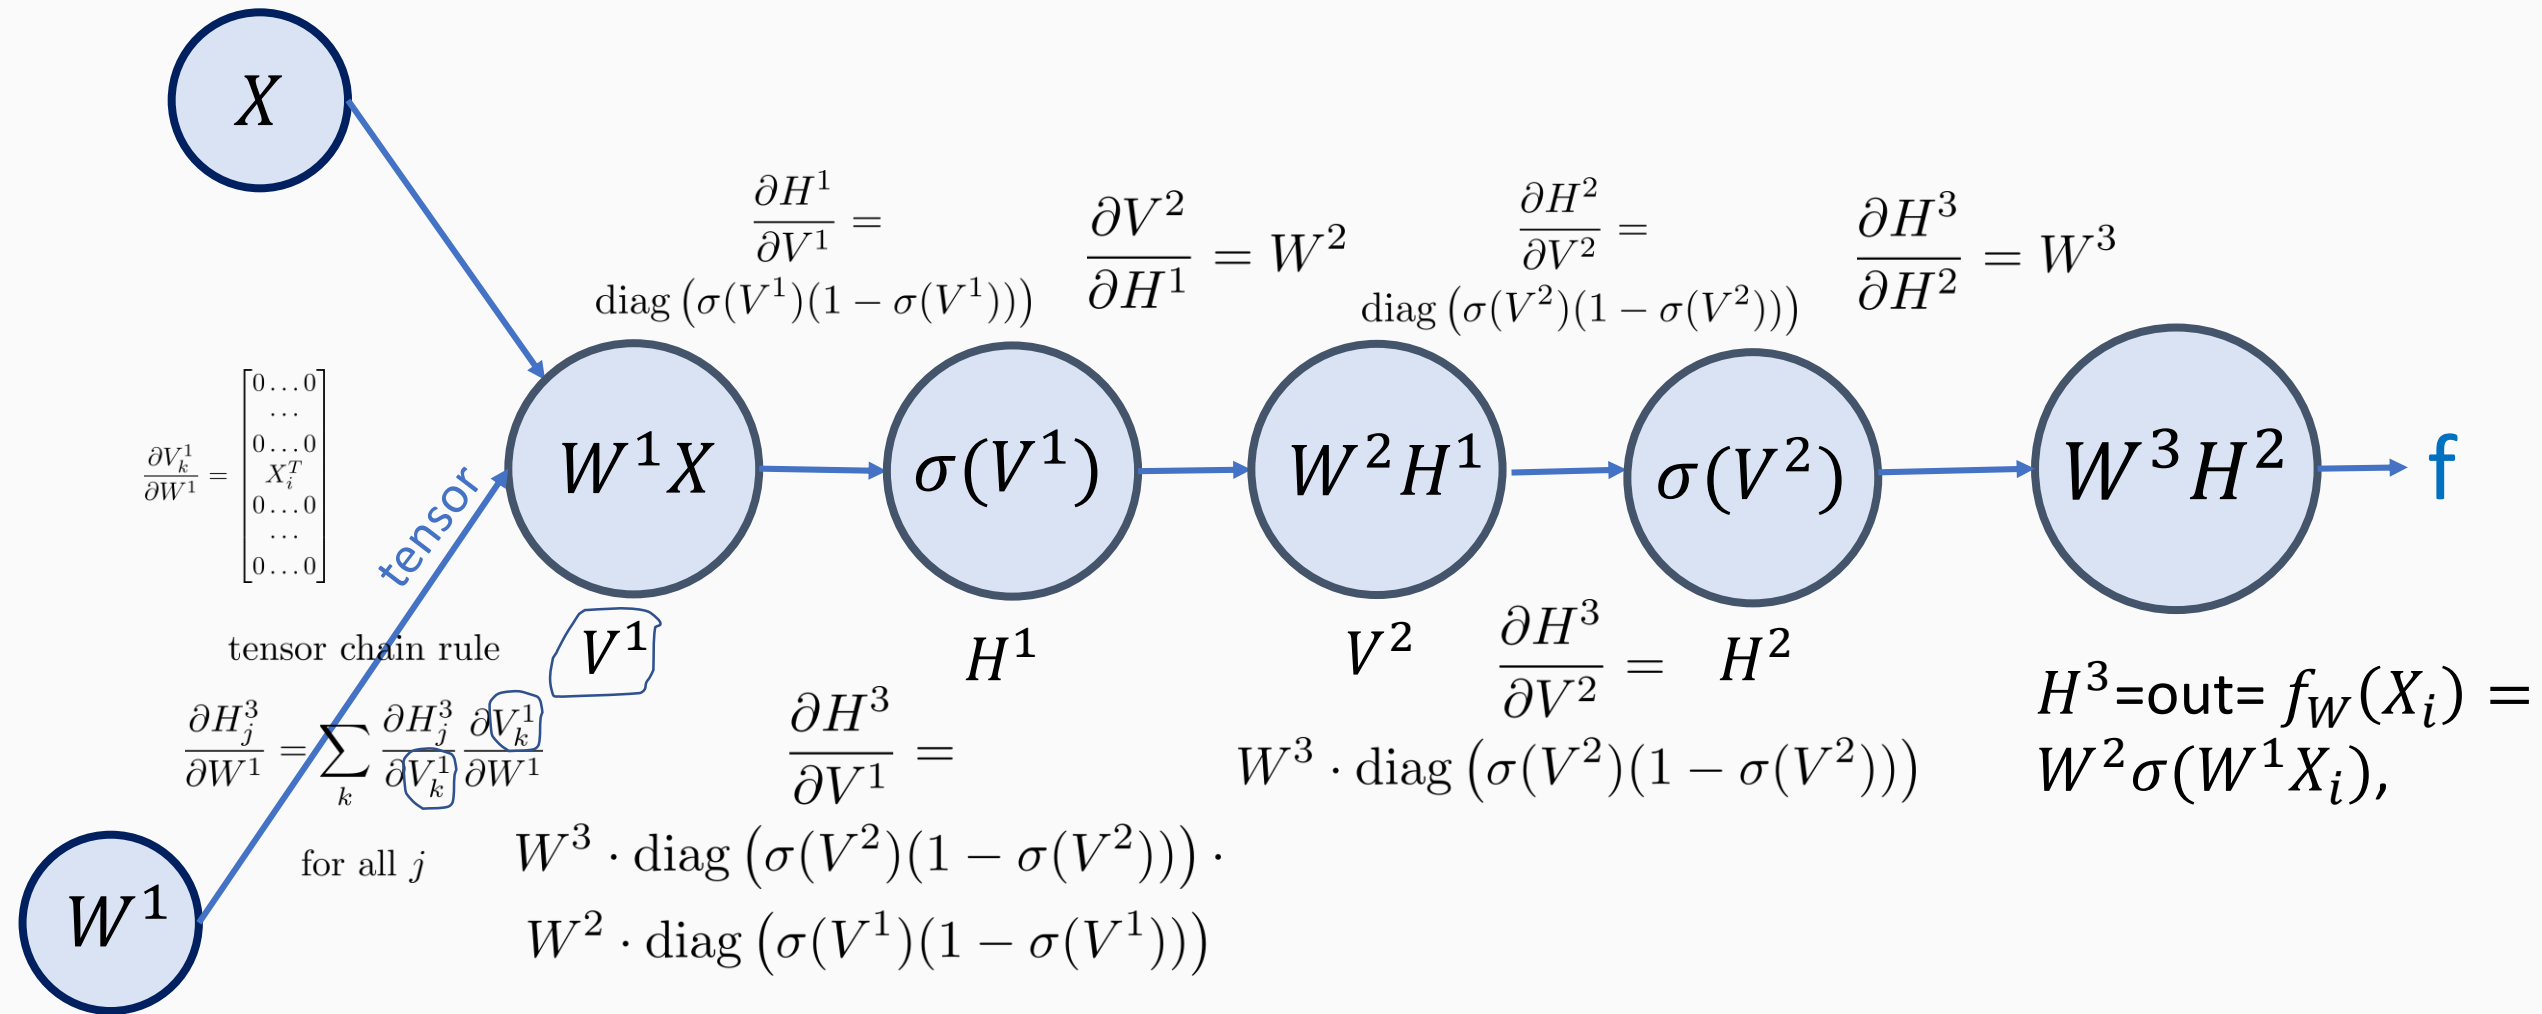 X
∂H¹/∂V¹ =
diag (σ(V¹)(1 − σ(V¹)))
∂V²/∂H¹ = W²
∂H²/∂V² =
diag (σ(V²)(1 − σ(V²)))
∂H³/∂H² = W³
∂V¹ₖ/∂W¹ = [0...0
...
0...0
Xᵢᵀ
0...0
...
0...0]
tensor
W¹X
σ(V¹)
W²H¹
σ(V²)
W³H²
f
V¹
H¹
V²
H²
tensor chain rule
∂H³ⱼ/∂W¹ = ∑ₖ ∂H³ⱼ/∂V¹ₖ ∂V¹ₖ/∂W¹
for all j
W¹
∂H³/∂V¹ =
W³ · diag (σ(V²)(1 − σ(V²))) ·
W² · diag (σ(V¹)(1 − σ(V¹)))
∂H³/∂V² =
W³ · diag (σ(V²)(1 − σ(V²)))
H³=out= f_W(Xᵢ) =
W²σ(W¹Xᵢ),